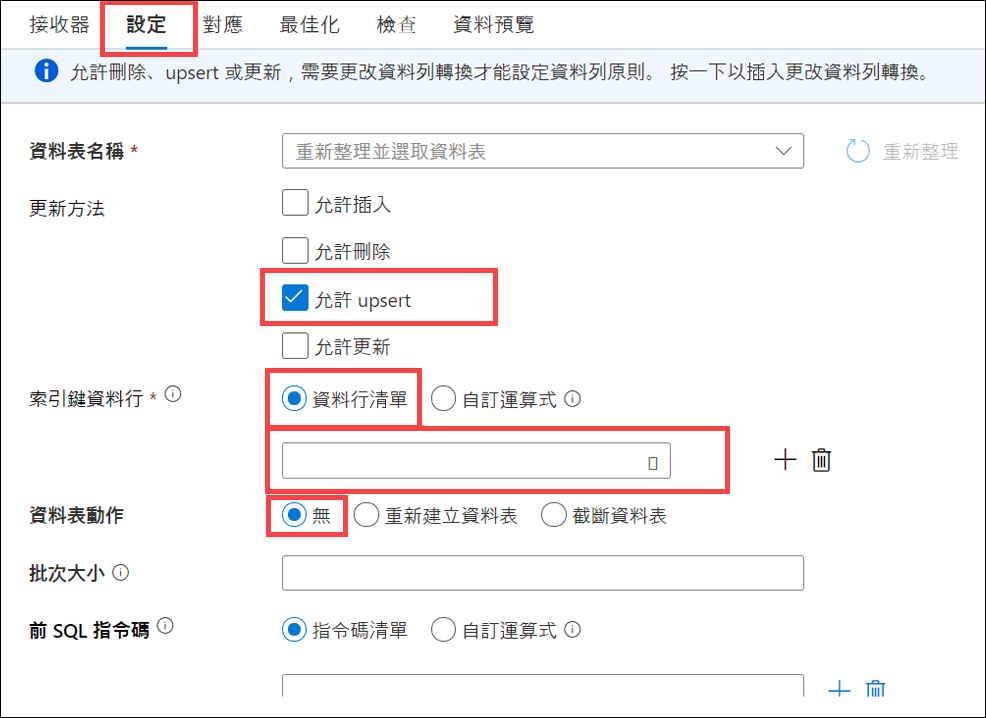 接收器 設定 對應 最佳化 檢查 資料預覽
允許刪除、upsert 或更新，需要更改資料列轉換才能設定資料列原則。 按一下以插入更改資料列轉換。
資料表名稱 * 重新整理並選取資料表 重新整理
更新方法 允許插入
允許刪除
允許 upsert
允許更新
索引鍵資料行 * 資料行清單 自訂運算式
資料表動作 無 重新建立資料表 截斷資料表
批次大小
前 SQL 指令碼 指令碼清單 自訂運算式